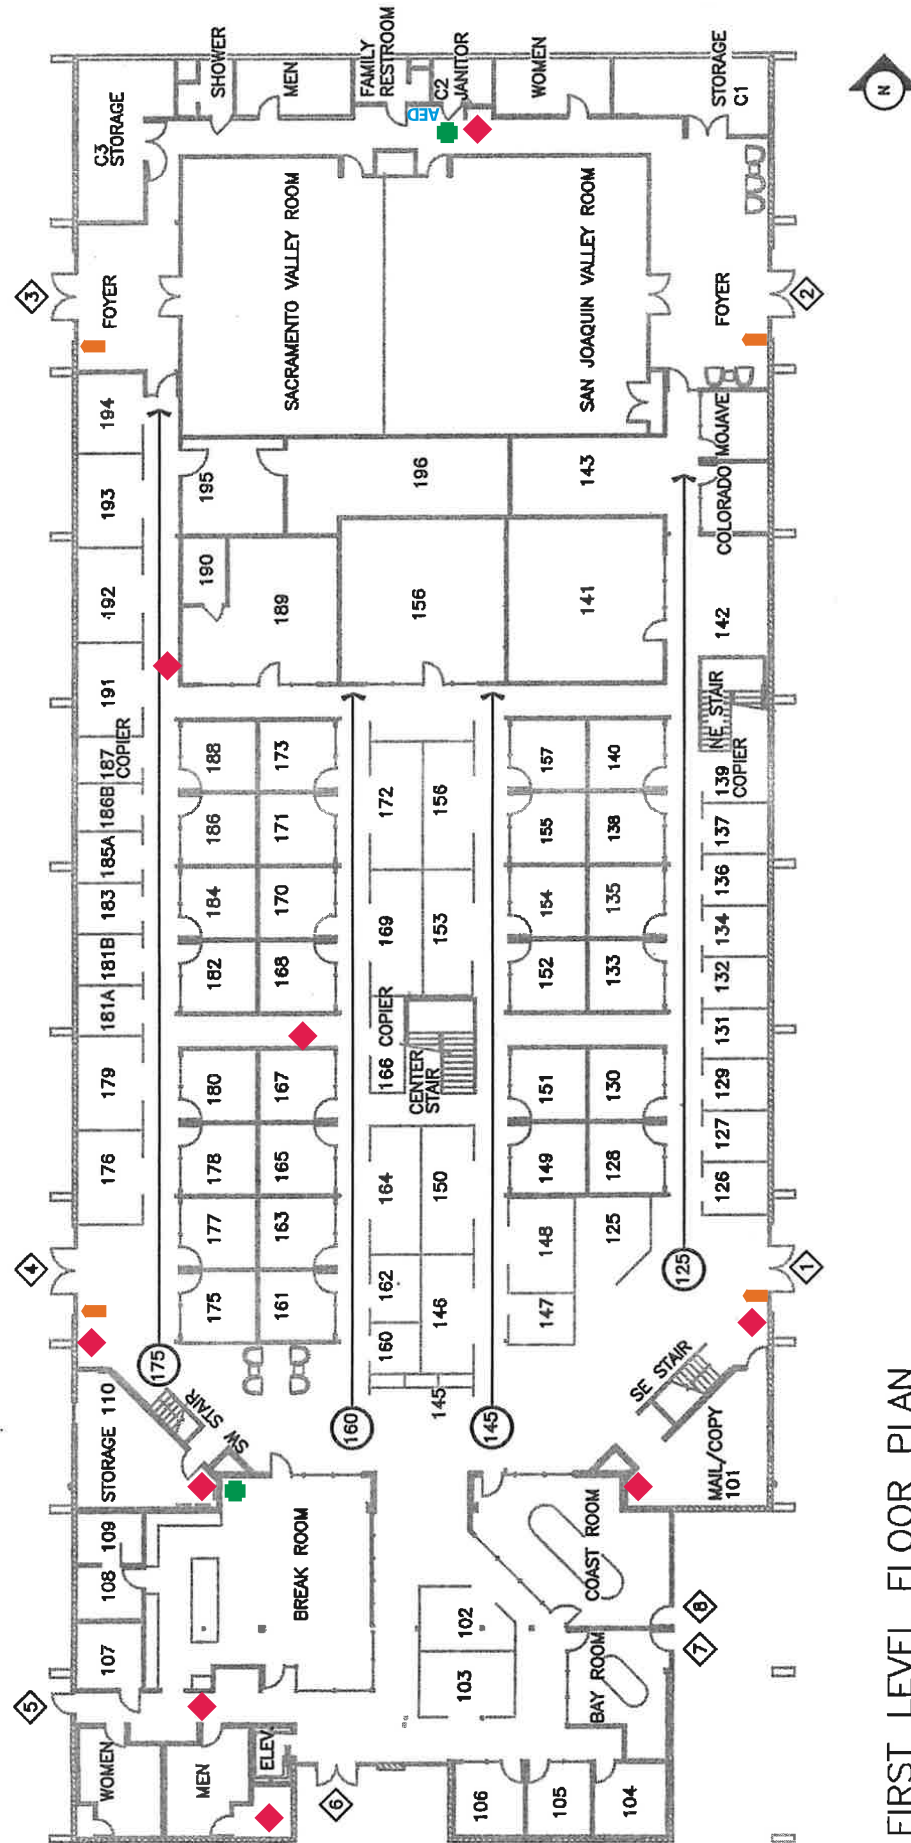 C3
STORAGE
SHOWER
MEN
FAMILY
RESTROOM
C2
JANITOR
AED
WOMEN
STORAGE
C1
N
3
FOYER
SACRAMENTO VALLEY ROOM
SAN JOAQUIN VALLEY ROOM
FOYER
2
194
193
192
191
187
COPIER
186B
185A
183
181B
181A
179
176
195
196
143
MOJAVE
COLORADO
190
189
156
141
142
NE STAIR
188
173
186
171
184
170
182
168
180
167
178
165
177
163
175
161
172
156
169
153
COPIER
166
CENTER
STAIR
164
150
162
160
146
145
157
140
155
138
154
135
152
133
151
130
149
128
148
147
125
139
COPIER
137
136
134
132
131
129
127
126
4
175
160
145
125
1
110
STORAGE
SW STAIR
SE STAIR
MAIL/COPY
101
109
108
107
BREAK ROOM
COAST ROOM
102
103
BAY ROOM
8
7
5
WOMEN
MEN
ELEV.
6
106
105
104
FIRST LEVEL FLOOR PLAN